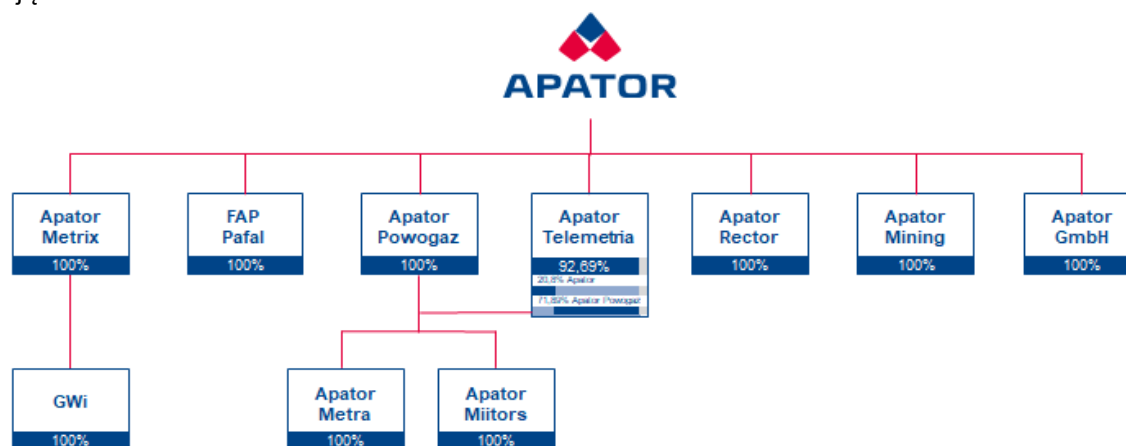 ją
APATOR
Apator
Metrix
100%
FAP
Pafal
100%
Apator
Powogaz
100%
Apator
Telemetria
92,69%
20,8% Apator
71,89% Apator Powogaz
Apator
Rector
100%
Apator
Mining
100%
Apator
GmbH
100%
GWi
100%
Apator
Metra
100%
Apator
Miitors
100%